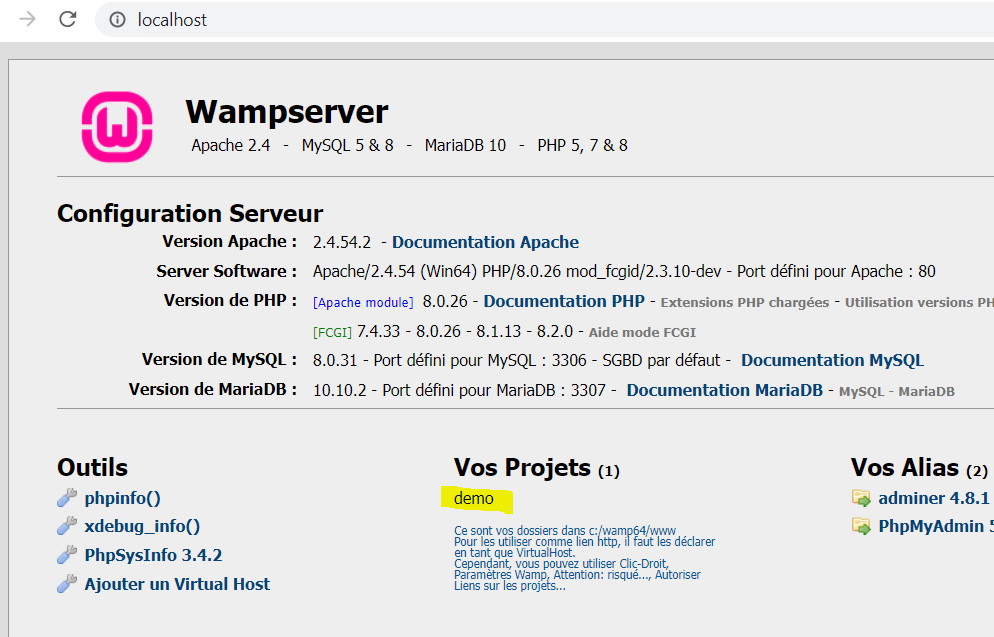 localhost
Wampserver
Apache 2.4 - MySQL 5 & 8 - MariaDB 10 - PHP 5, 7 & 8
Configuration Serveur
Version Apache : 2.4.54.2 - Documentation Apache
Server Software : Apache/2.4.54 (Win64) PHP/8.0.26 mod_fcgid/2.3.10-dev - Port défini pour Apache : 80
Version de PHP : [Apache module] 8.0.26 - Documentation PHP - Extensions PHP chargées - Utilisation versions PH
[FCGI] 7.4.33 - 8.0.26 - 8.1.13 - 8.2.0 - Aide mode FCGI
Version de MySQL : 8.0.31 - Port défini pour MySQL : 3306 - SGBD par défaut - Documentation MySQL
Version de MariaDB : 10.10.2 - Port défini pour MariaDB : 3307 - Documentation MariaDB - MySQL - MariaDB
Outils
phpinfo()
xdebug_info()
PhpSysInfo 3.4.2
Ajouter un Virtual Host
Vos Projets (1)
demo
Ce sont vos dossiers dans c:/wamp64/www
Pour les utiliser comme lien http, il faut les déclarer
en tant que VirtualHost.
Cependant, vous pouvez utiliser Clic-Droit,
Paramètres Wamp, Attention: risqué..., Autoriser
Liens sur les projets...
Vos Alias (2)
adminer 4.8.1
PhpMyAdmin 5